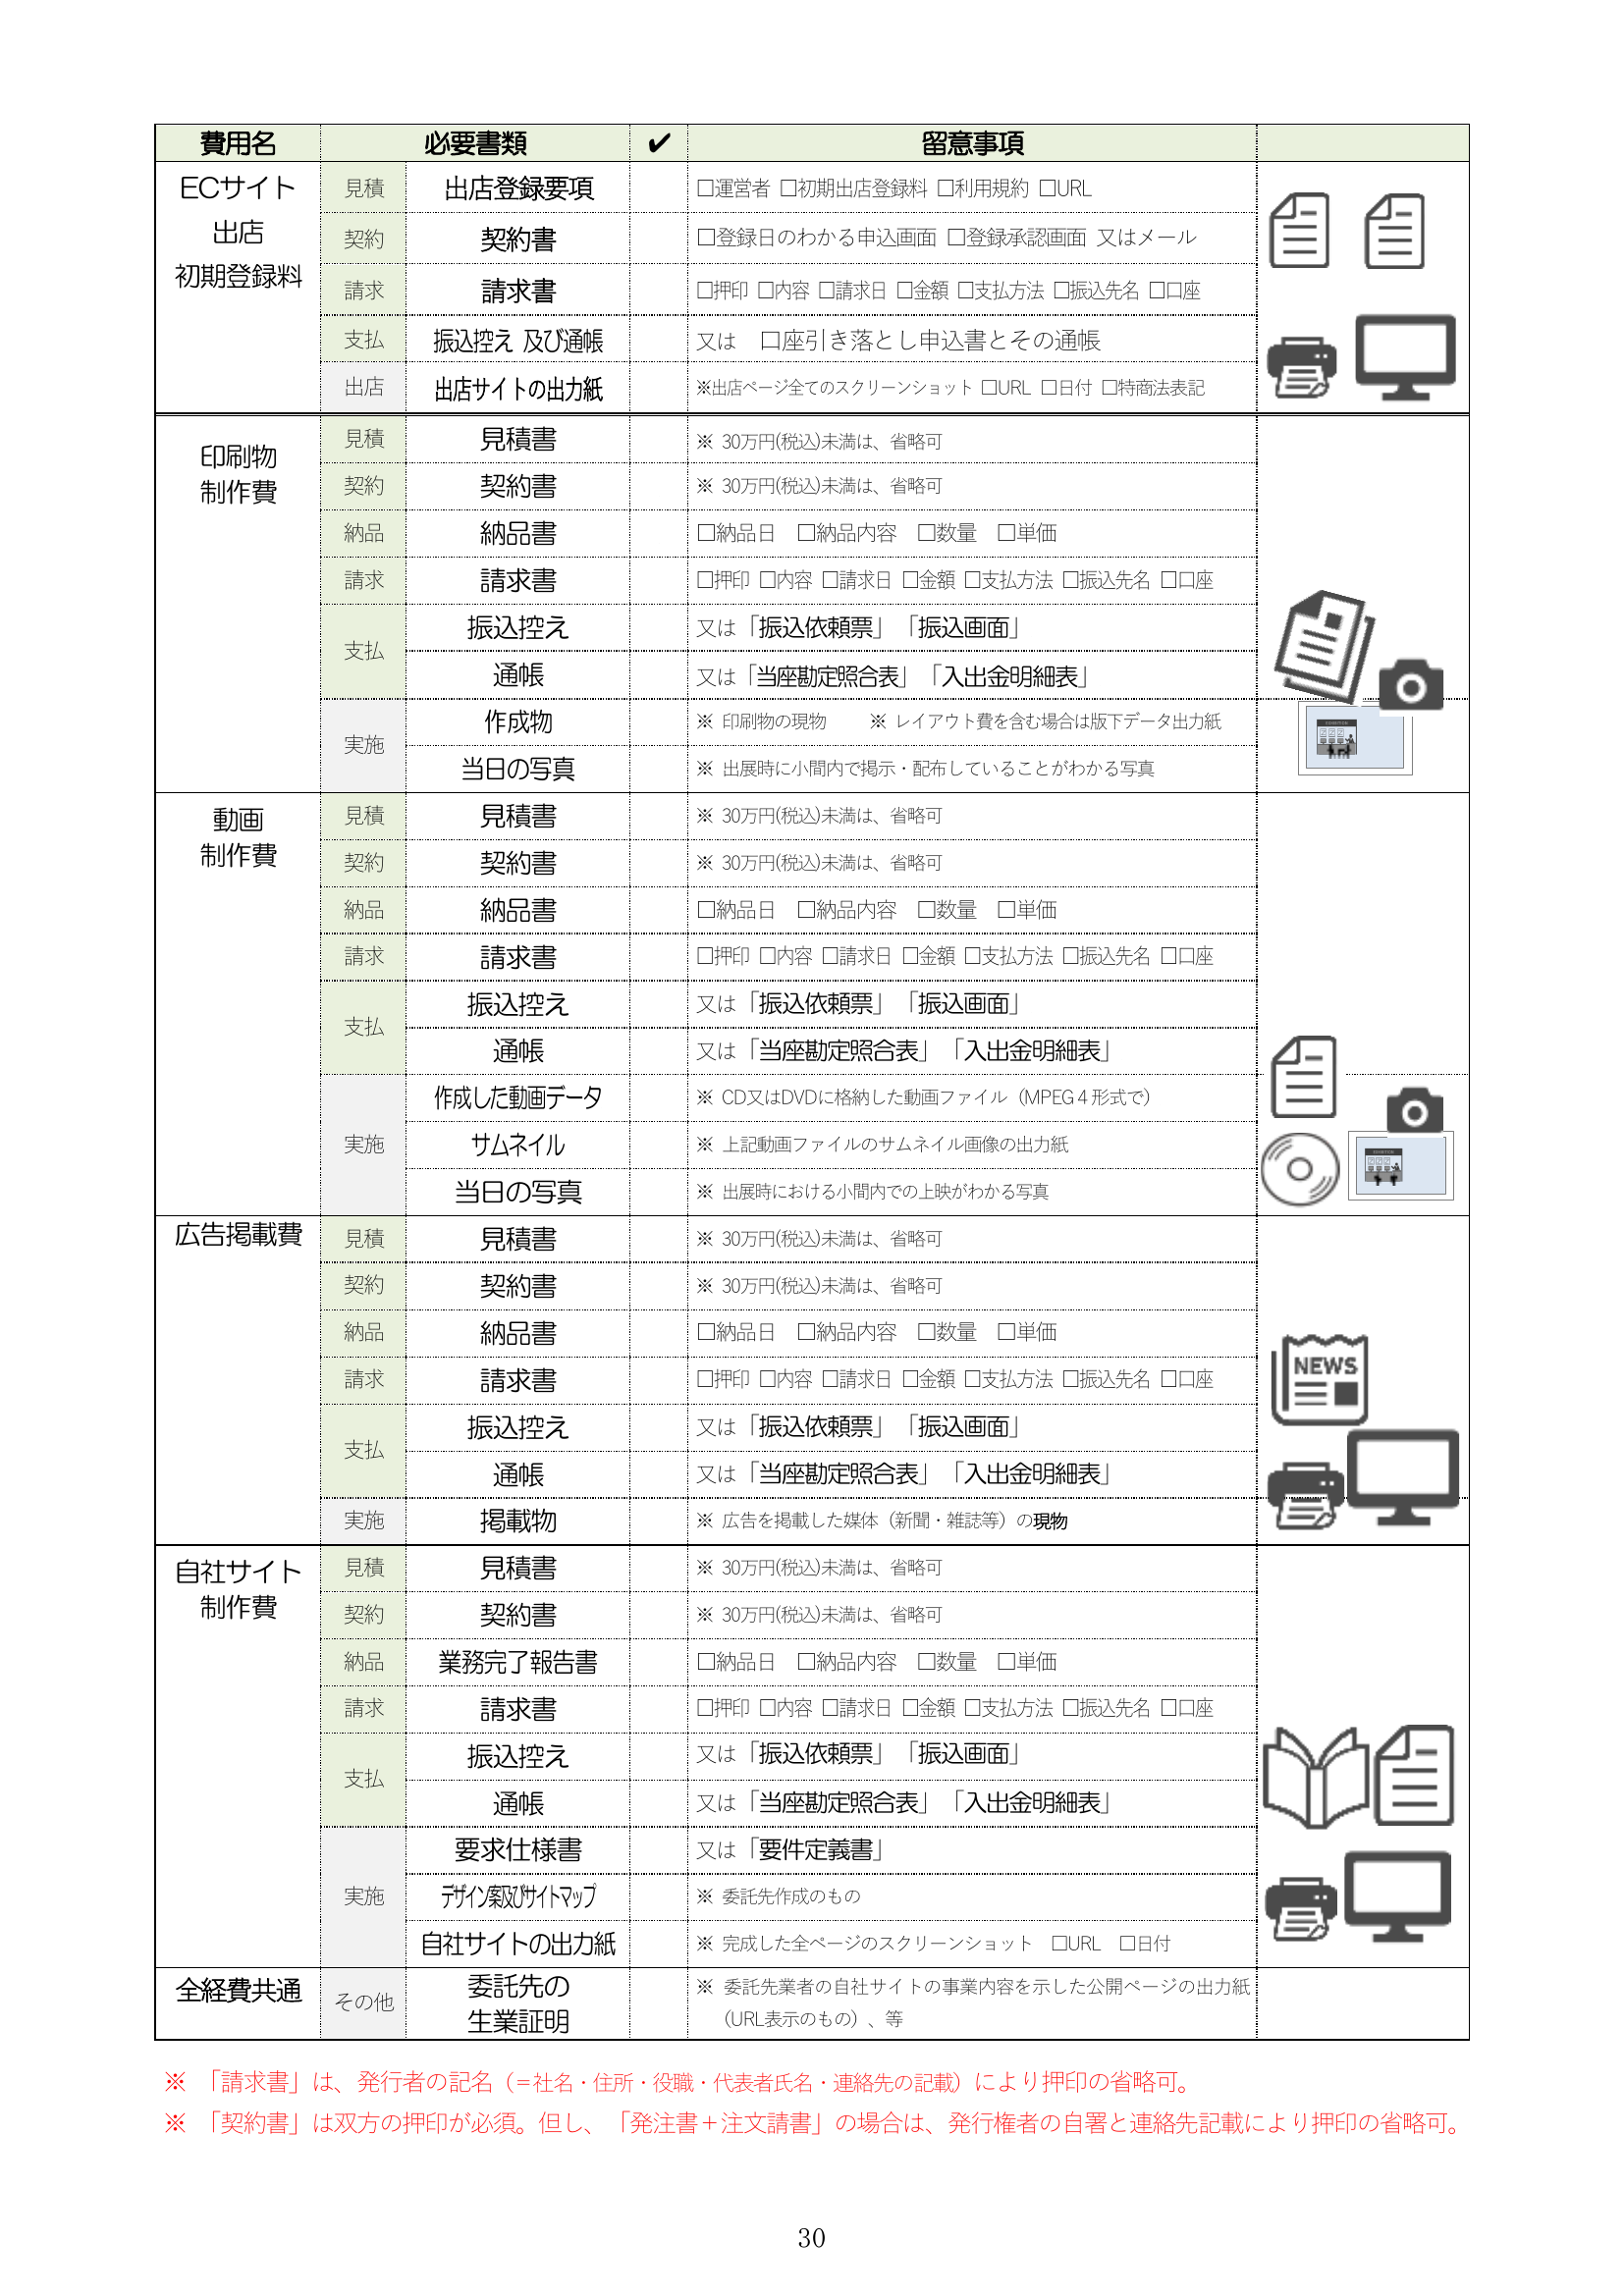 費用名 必要書類 ✔ 留意事項
ECサイト
出店
初期登録料
見積 出店登録要項 □運営者 □初期出店登録料 □利用規約 □URL
契約 契約書 □登録日のわかる申込画面 □登録承認画面 又はメール
請求 請求書 □押印 □内容 □請求日 □金額 □支払方法 □振込先名 □口座
支払 振込控え 及び通帳 又は 口座引き落とし申込書とその通帳
出店 出店サイトの出力紙 ※出店ページ全てのスクリーンショット □URL □日付 □特商法表記
印刷物
制作費
見積 見積書 ※ 30万円(税込)未満は、省略可
契約 契約書 ※ 30万円(税込)未満は、省略可
納品 納品書 □納品日 □納品内容 □数量 □単価
請求 請求書 □押印 □内容 □請求日 □金額 □支払方法 □振込先名 □口座
支払 振込控え 又は「振込依頼票」「振込画面」
通帳 又は「当座勘定照合表」「入出金明細表」
実施 作成物 ※ 印刷物の現物 ※ レイアウト費を含む場合は版下データ出力紙
当日の写真 ※ 出展時に小間内で掲示・配布していることがわかる写真
動画
制作費
見積 見積書 ※ 30万円(税込)未満は、省略可
契約 契約書 ※ 30万円(税込)未満は、省略可
納品 納品書 □納品日 □納品内容 □数量 □単価
請求 請求書 □押印 □内容 □請求日 □金額 □支払方法 □振込先名 □口座
支払 振込控え 又は「振込依頼票」「振込画面」
通帳 又は「当座勘定照合表」「入出金明細表」
実施 作成した動画データ ※ CD又はDVDに格納した動画ファイル（MPEG４形式で）
サムネイル ※ 上記動画ファイルのサムネイル画像の出力紙
当日の写真 ※ 出展時における小間内での上映がわかる写真
広告掲載費
見積 見積書 ※ 30万円(税込)未満は、省略可
契約 契約書 ※ 30万円(税込)未満は、省略可
納品 納品書 □納品日 □納品内容 □数量 □単価
請求 請求書 □押印 □内容 □請求日 □金額 □支払方法 □振込先名 □口座
NEWS
支払 振込控え 又は「振込依頼票」「振込画面」
通帳 又は「当座勘定照合表」「入出金明細表」
実施 掲載物 ※ 広告を掲載した媒体（新聞・雑誌等）の現物
自社サイト
制作費
見積 見積書 ※ 30万円(税込)未満は、省略可
契約 契約書 ※ 30万円(税込)未満は、省略可
納品 業務完了報告書 □納品日 □納品内容 □数量 □単価
請求 請求書 □押印 □内容 □請求日 □金額 □支払方法 □振込先名 □口座
支払 振込控え 又は「振込依頼票」「振込画面」
通帳 又は「当座勘定照合表」「入出金明細表」
実施 要求仕様書 又は「要件定義書」
デザイン案及びサイトマップ ※ 委託先作成のもの
自社サイトの出力紙 ※ 完成した全ページのスクリーンショット □URL □日付
全経費共通 その他 委託先の
生業証明
※ 委託先業者の自社サイトの事業内容を示した公開ページの出力紙
（URL表示のもの）、等
※ 「請求書」は、発行者の記名（=社名・住所・役職・代表者氏名・連絡先の記載）により押印の省略可。
※ 「契約書」は双方の押印が必須。但し、「発注書＋注文請書」の場合は、発行権者の自署と連絡先記載により押印の省略可。
30